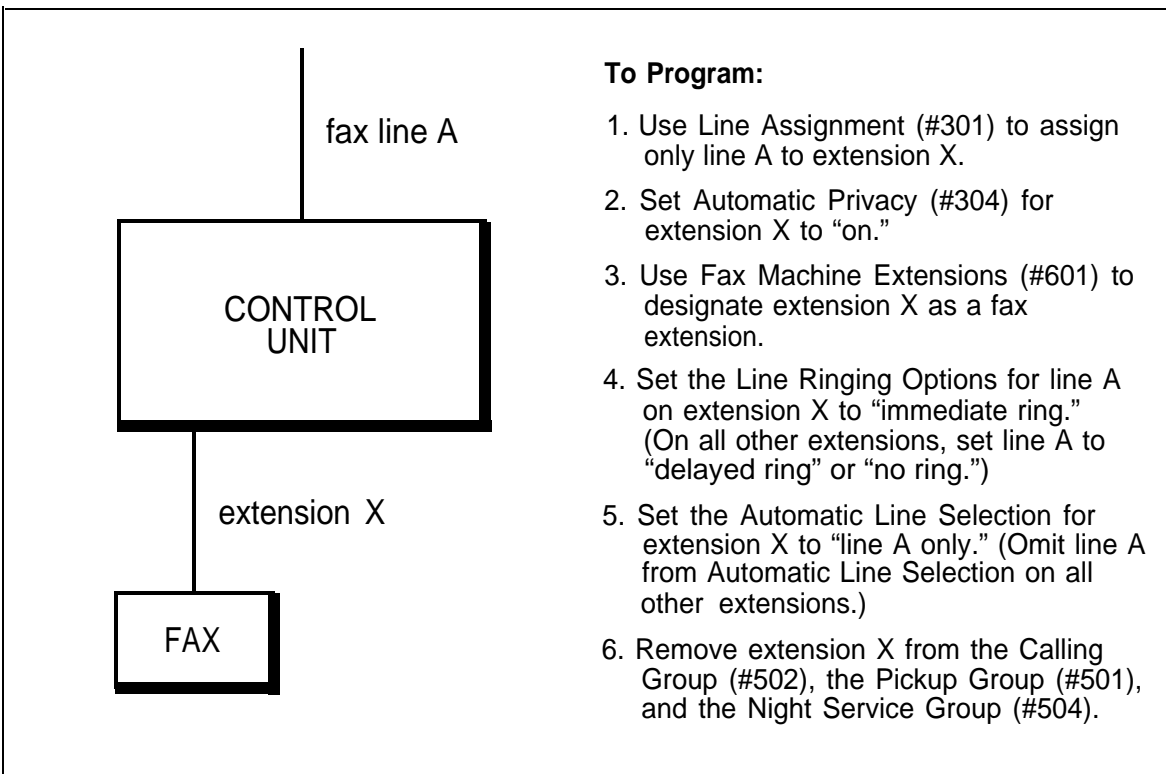 fax line A
CONTROL
UNIT
extension X
FAX
To Program:
1. Use Line Assignment (#301) to assign
only line A to extension X.
2. Set Automatic Privacy (#304) for
extension X to “on.”
3. Use Fax Machine Extensions (#601) to
designate extension X as a fax
extension.
4. Set the Line Ringing Options for line A
on extension X to “immediate ring.”
(On all other extensions, set line A to
“delayed ring” or “no ring.”)
5. Set the Automatic Line Selection for
extension X to “line A only.” (Omit line A
from Automatic Line Selection on all
other extensions.)
6. Remove extension X from the Calling
Group (#502), the Pickup Group (#501),
and the Night Service Group (#504).